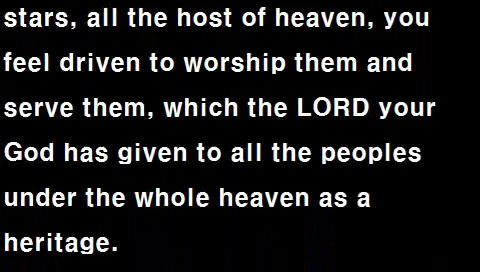 stars, all the host of heaven, you
feel driven to worship them and
serve them, which the LORD your
God has given to all the peoples
under the whole heaven as a
heritage.